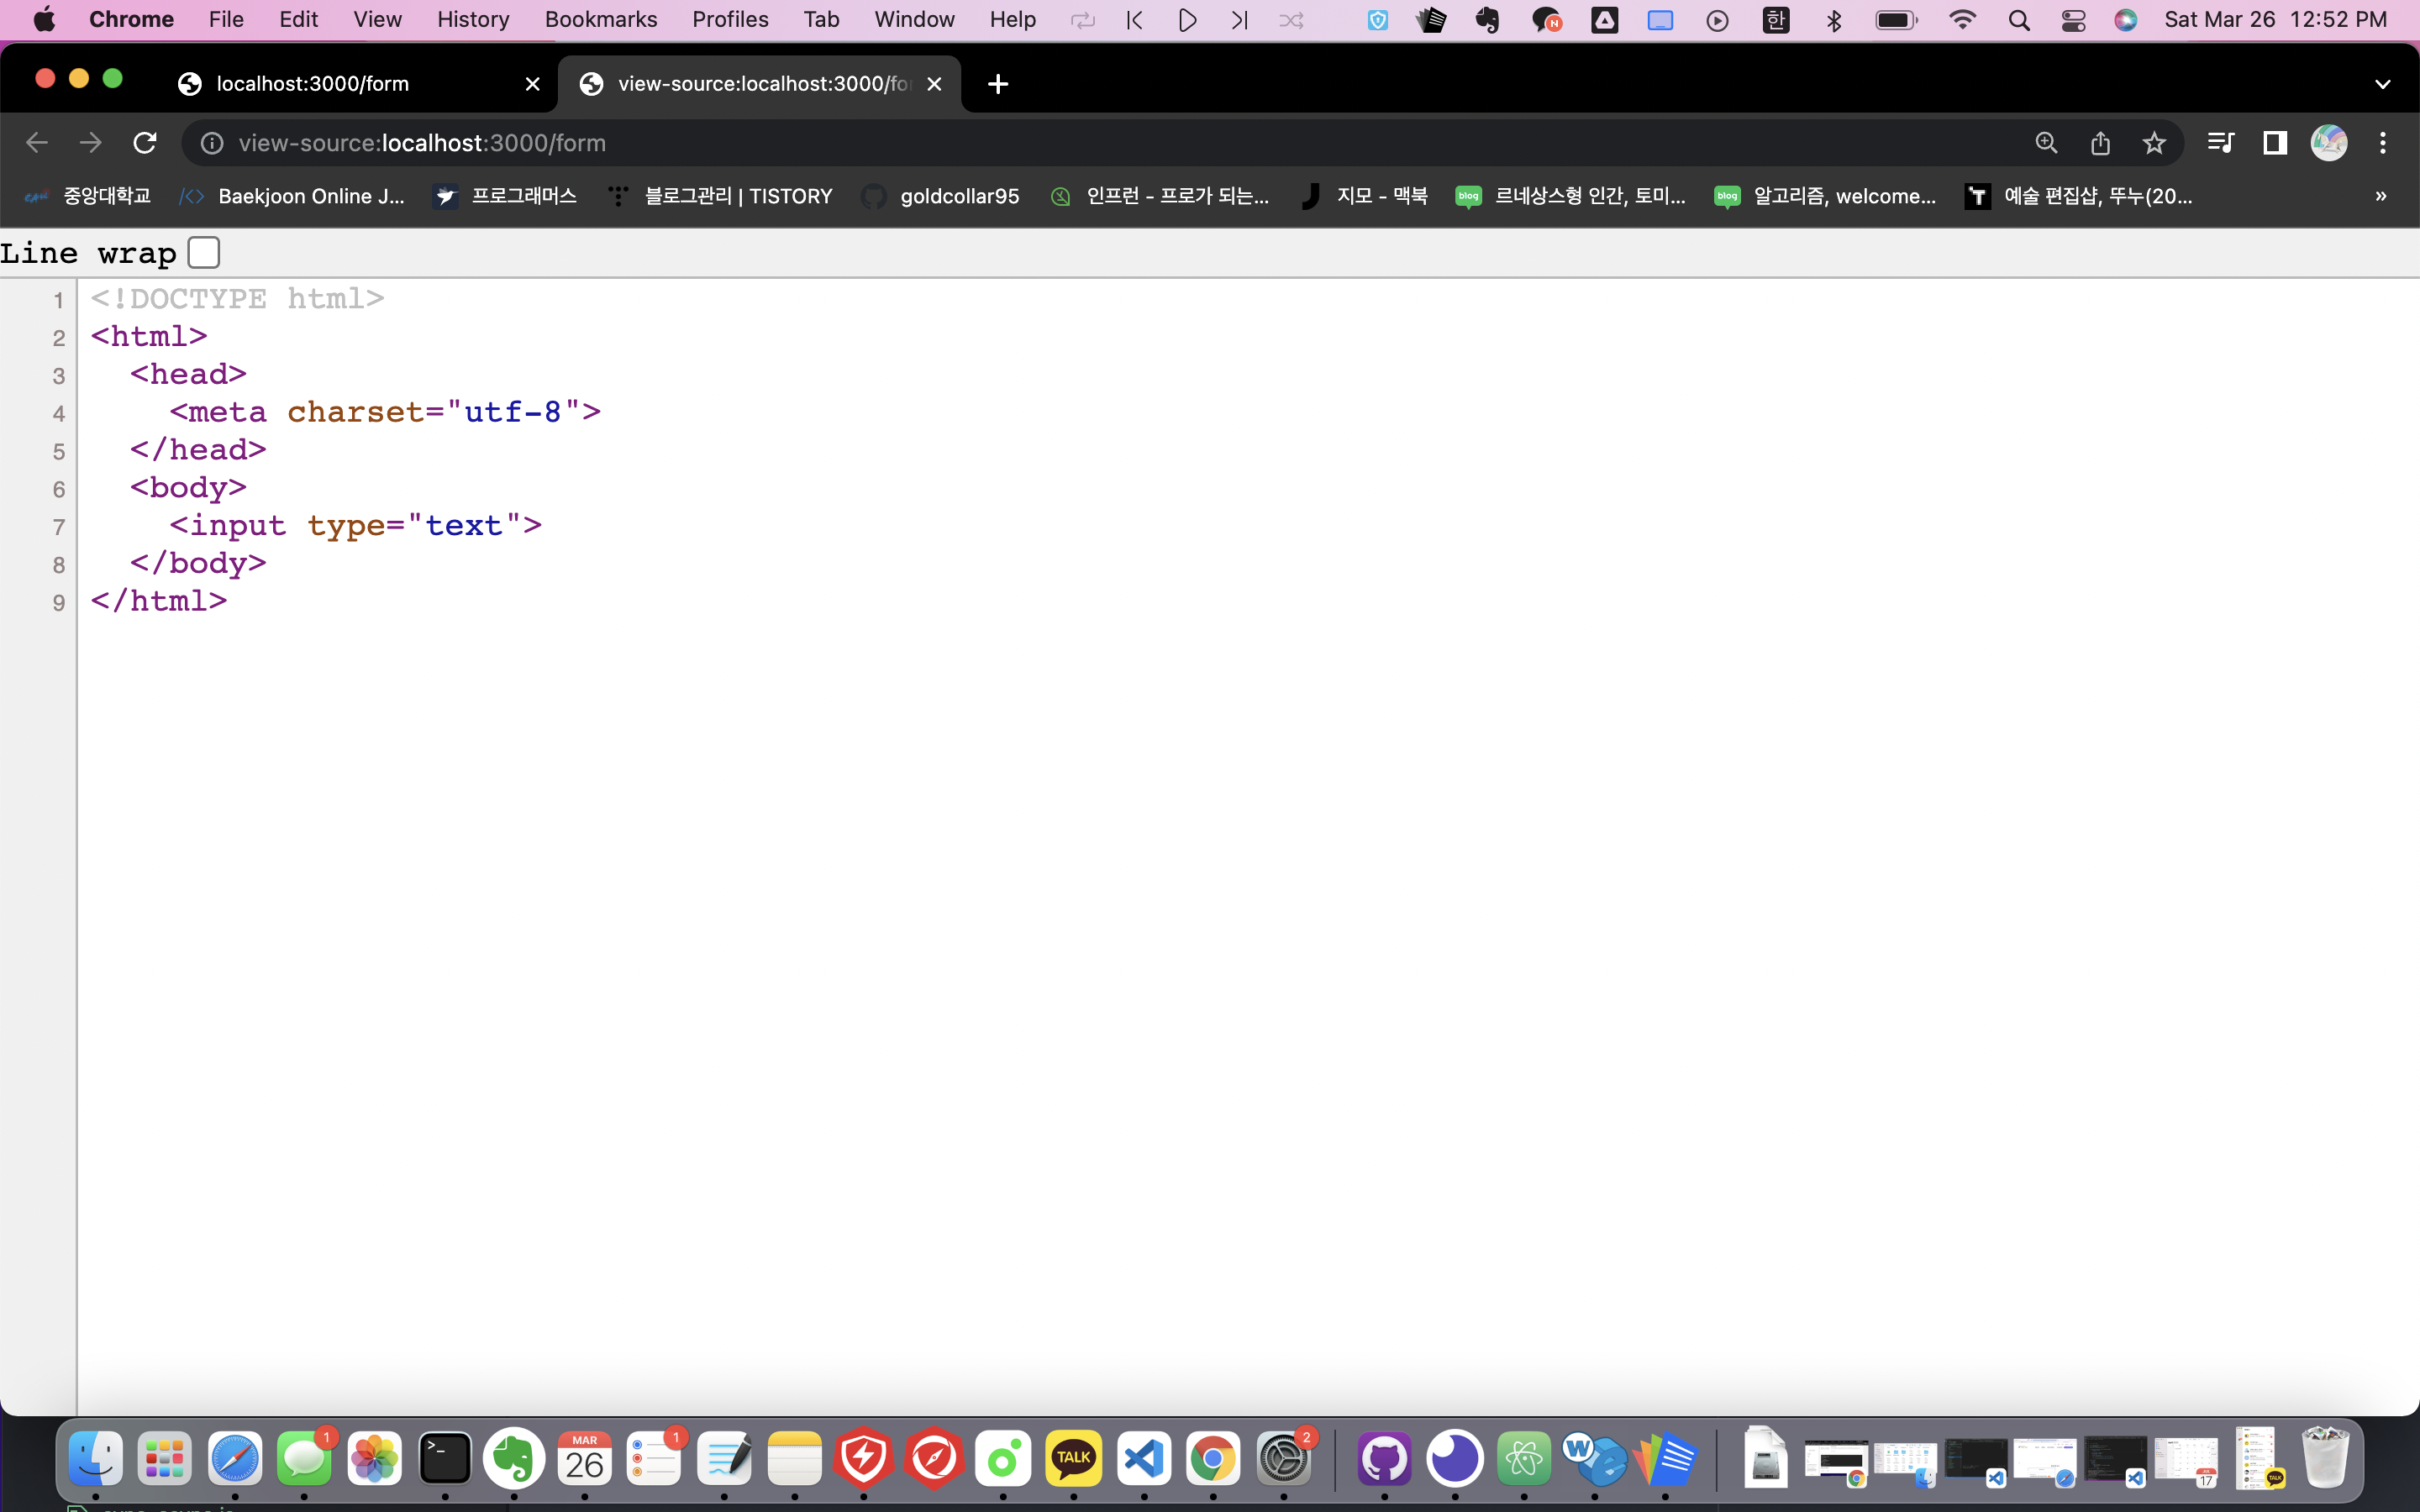 Chrome File Edit View History Bookmarks Profiles Tab Window Help 한 Sat Mar 26 12:52 PM
localhost:3000/form view-source:localhost:3000/fo
view-source:localhost:3000/form
중앙대학교 Baekjoon Online J... 프로그래머스 블로그관리 | TISTORY goldcollar95 인프런 - 프로가 되는... 지모 - 맥북 blog 르네상스형 인간, 토미... blog 알고리즘, welcome... 예술 편집샵, 뚜누(20... »
Line wrap
1 <!DOCTYPE html>
2 <html>
3 <head>
4 <meta charset="utf-8">
5 </head>
6 <body>
7 <input type="text">
8 </body>
9 </html>
1 MAR 26 1 TALK 2 W 17 TALK